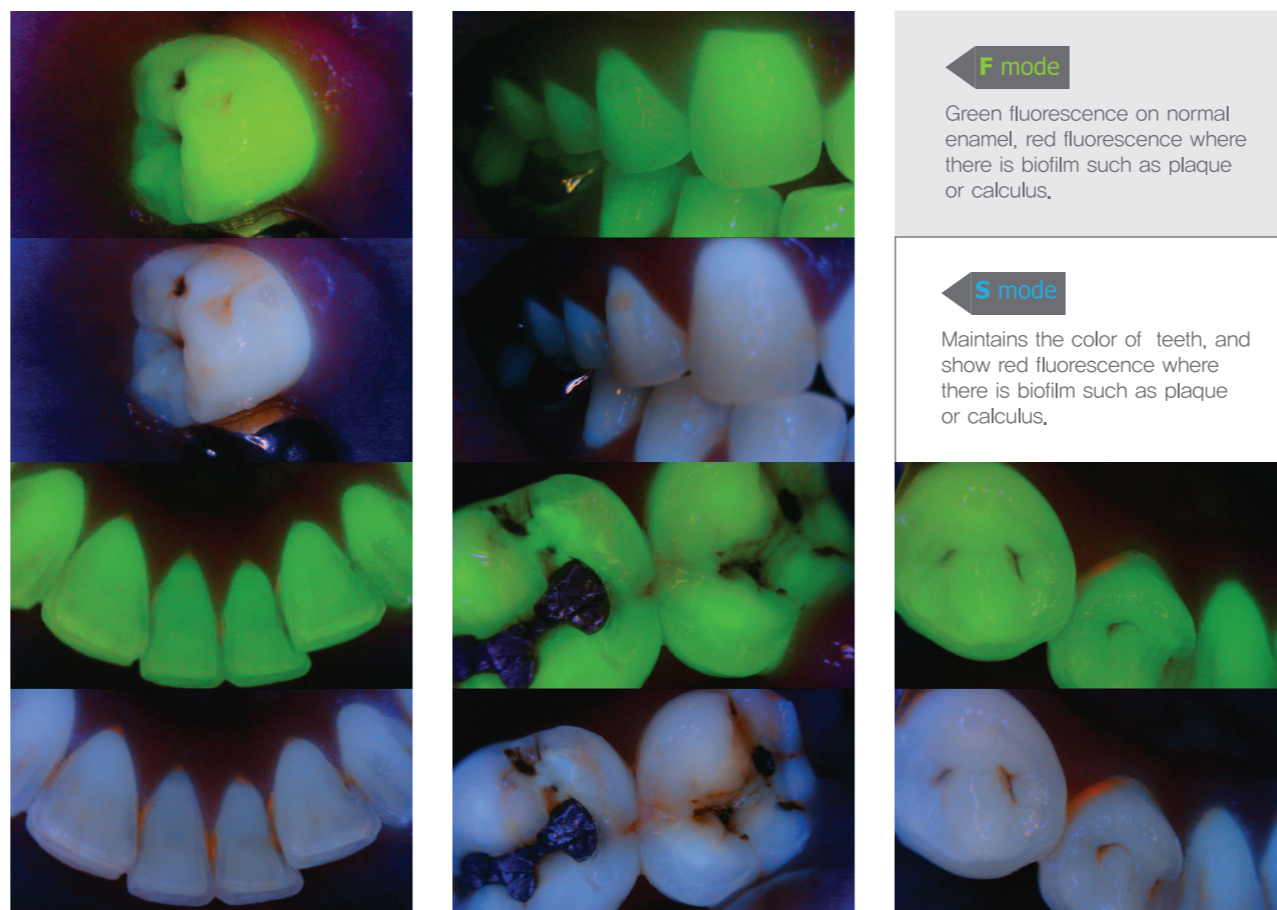 F mode
Green fluorescence on normal
enamel, red fluorescence where
there is biofilm such as plaque
or calculus.
S mode
Maintains the color of teeth, and
show red fluorescence where
there is biofilm such as plaque
or calculus.